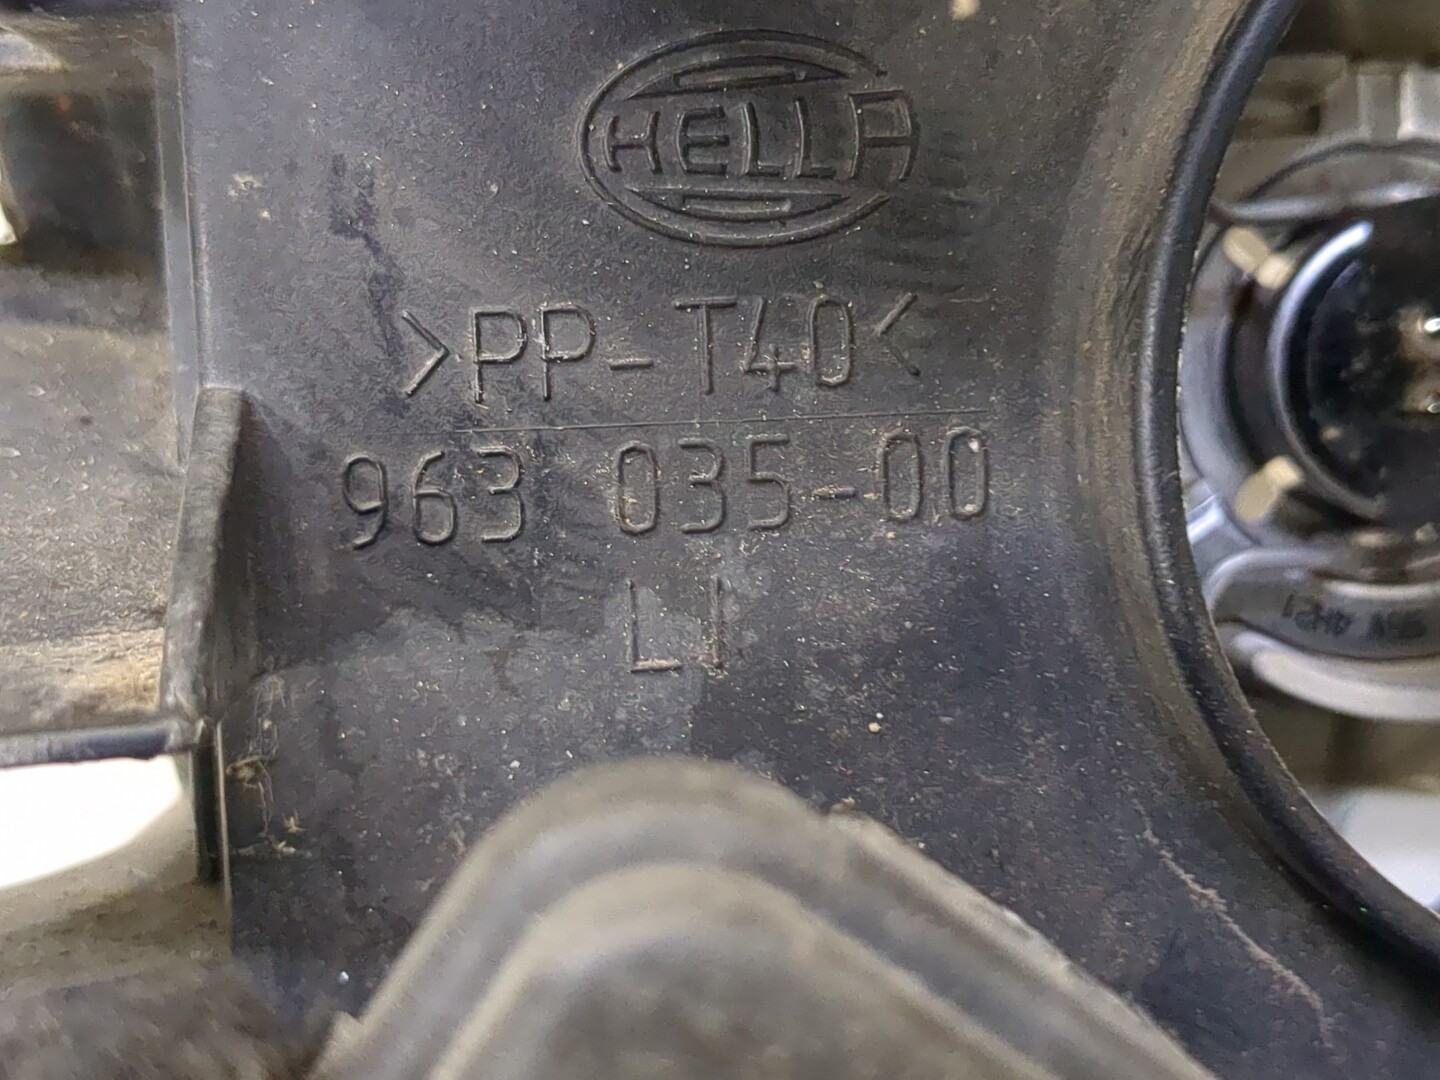 HELLA
>PP-T40<
963 035-00
LI